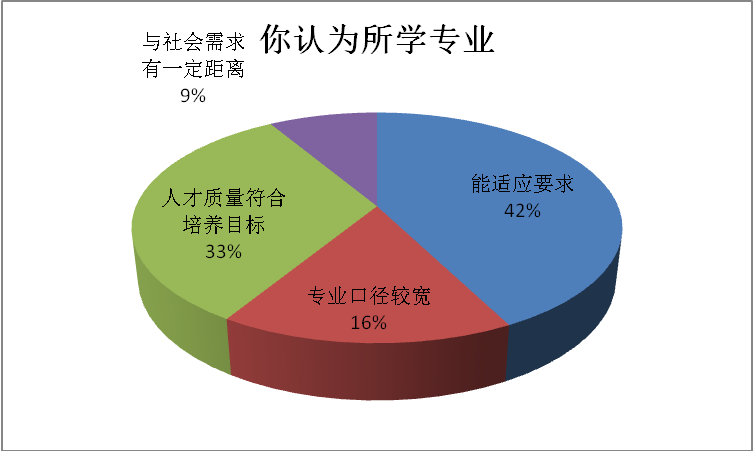 你认为所学专业
与社会需求
有一定距离
9%
能适应要求
42%
人才质量符合
培养目标
33%
专业口径较宽
16%